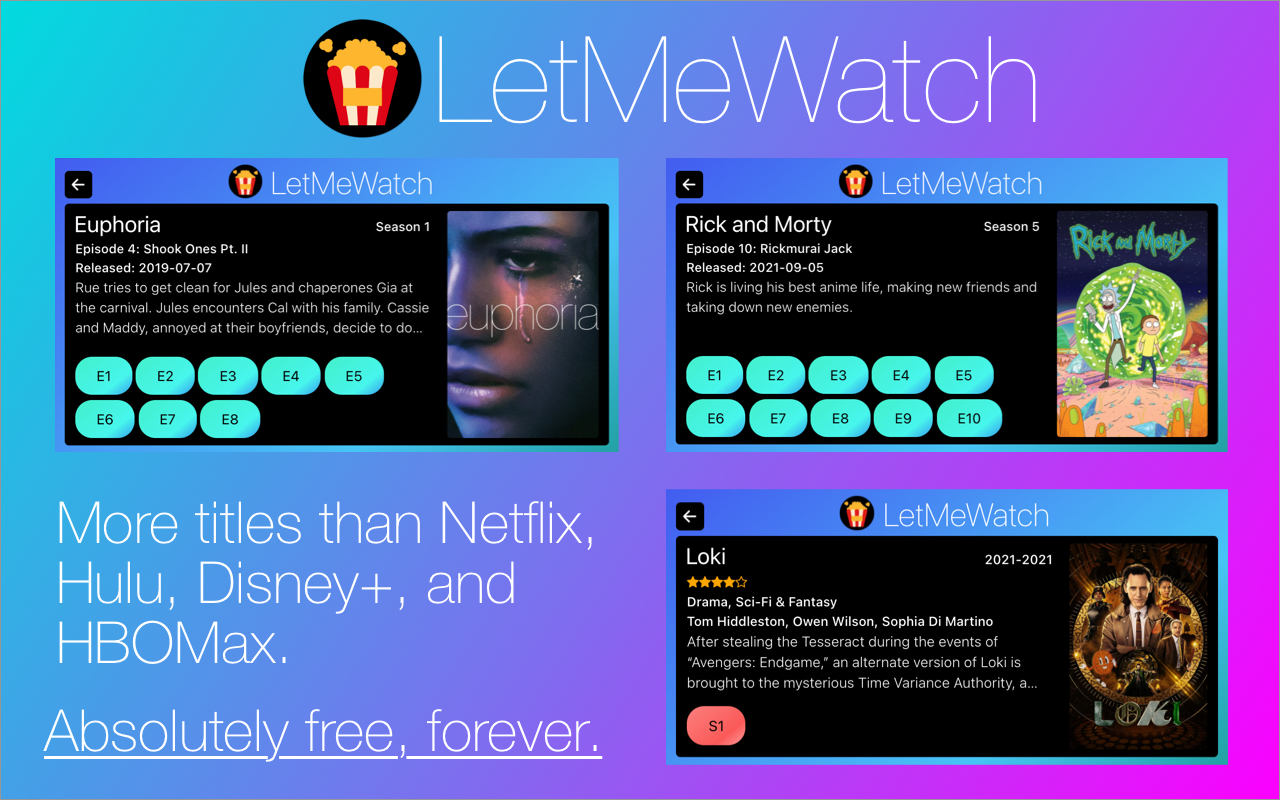 LetMeWatch
LetMeWatch
Euphoria
Season 1
Episode 4: Shook Ones Pt. II
Released: 2019-07-07
Rue tries to get clean for Jules and chaperones Gia at
the carnival. Jules encounters Cal with his family. Cassie
and Maddy, annoyed at their boyfriends, decide to do...
E1 E2 E3 E4 E5
E6 E7 E8
euphoria
LetMeWatch
Rick and Morty
Season 5
Episode 10: Rickmurai Jack
Released: 2021-09-05
Rick is living his best anime life, making new friends and
taking down new enemies.
E1 E2 E3 E4 E5
E6 E7 E8 E9 E10
Rick and Morty
More titles than Netflix,
Hulu, Disney+, and
HBOMax.
Absolutely free, forever.
LetMeWatch
Loki
2021-2021
Drama, Sci-Fi & Fantasy
Tom Hiddleston, Owen Wilson, Sophia Di Martino
After stealing the Tesseract during the events of
“Avengers: Endgame,” an alternate version of Loki is
brought to the mysterious Time Variance Authority, a...
S1
LOKI